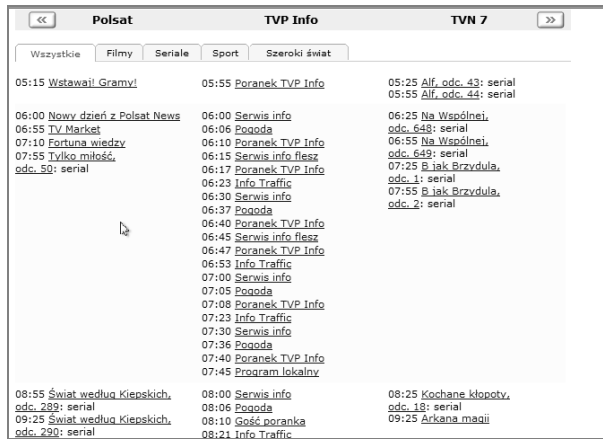 « Polsat TVP Info TVN 7 »
Wszystkie Filmy Seriale Sport Szeroki świat
05:15 Wstawaj! Gramy!
05:55 Poranek TVP Info
05:25 Alf, odc. 43: serial
05:55 Alf, odc. 44: serial
06:00 Nowy dzień z Polsat News
06:55 TV Market
07:10 Fortuna wiedzy
07:55 Tylko miłość,
odc. 50: serial
06:00 Serwis info
06:06 Pogoda
06:10 Poranek TVP Info
06:15 Serwis info flesz
06:17 Poranek TVP Info
06:23 Info Traffic
06:30 Serwis info
06:37 Pogoda
06:40 Poranek TVP Info
06:45 Serwis info flesz
06:47 Poranek TVP Info
06:53 Info Traffic
07:00 Serwis info
07:05 Pogoda
07:08 Poranek TVP Info
07:23 Info Traffic
07:30 Serwis info
07:36 Pogoda
07:40 Poranek TVP Info
07:45 Program lokalny
06:25 Na Wspólnej,
odc. 648: serial
06:55 Na Wspólnej,
odc. 649: serial
07:25 B jak Brzydula,
odc. 1: serial
07:55 B jak Brzydula,
odc. 2: serial
08:55 Świat według Kiepskich,
odc. 289: serial
09:25 Świat według Kiepskich,
odc. 290: serial
08:00 Serwis info
08:06 Pogoda
08:10 Gość poranka
08:21 Info Traffic
08:25 Kochane kłopoty,
odc. 18: serial
09:25 Arkana magii